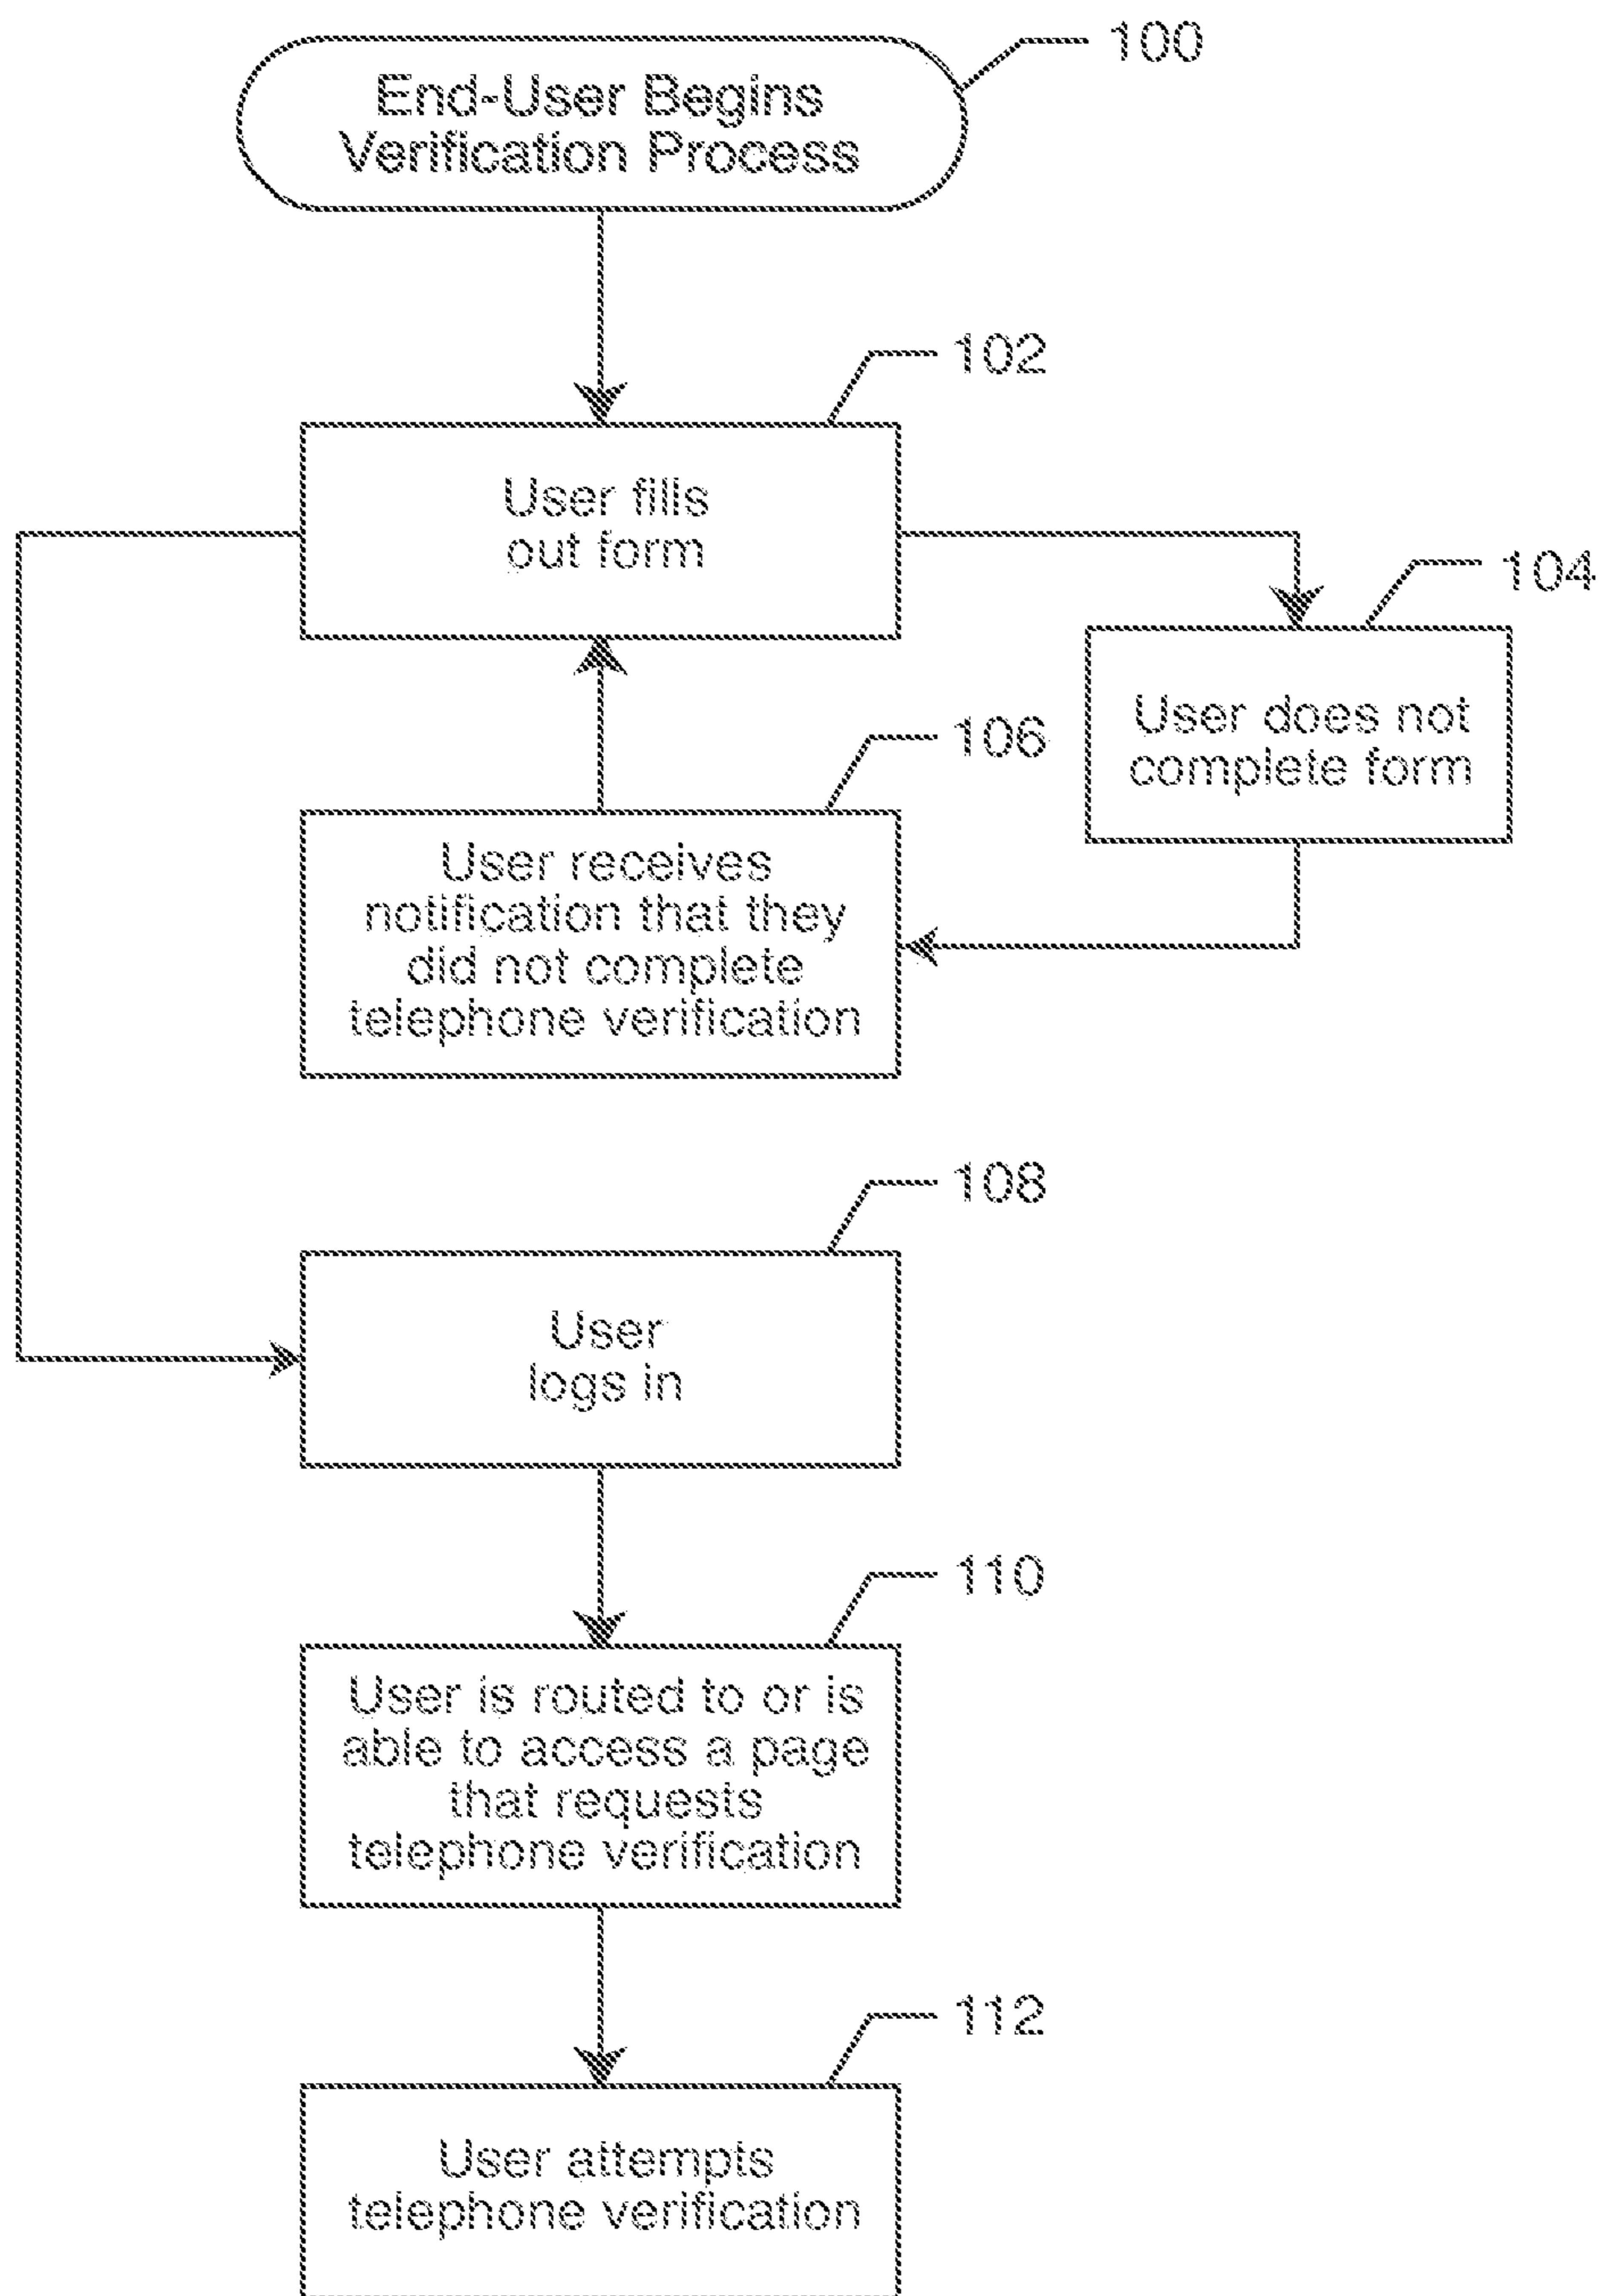 100
End-User Begins
Verification Process
102
User fills
out form
104
User does not
complete form
106
User receives
notification that they
did not complete
telephone verification
108
User
logs in
110
User is routed to or is
able to access a page
that requests
telephone verification
112
User attempts
telephone verification